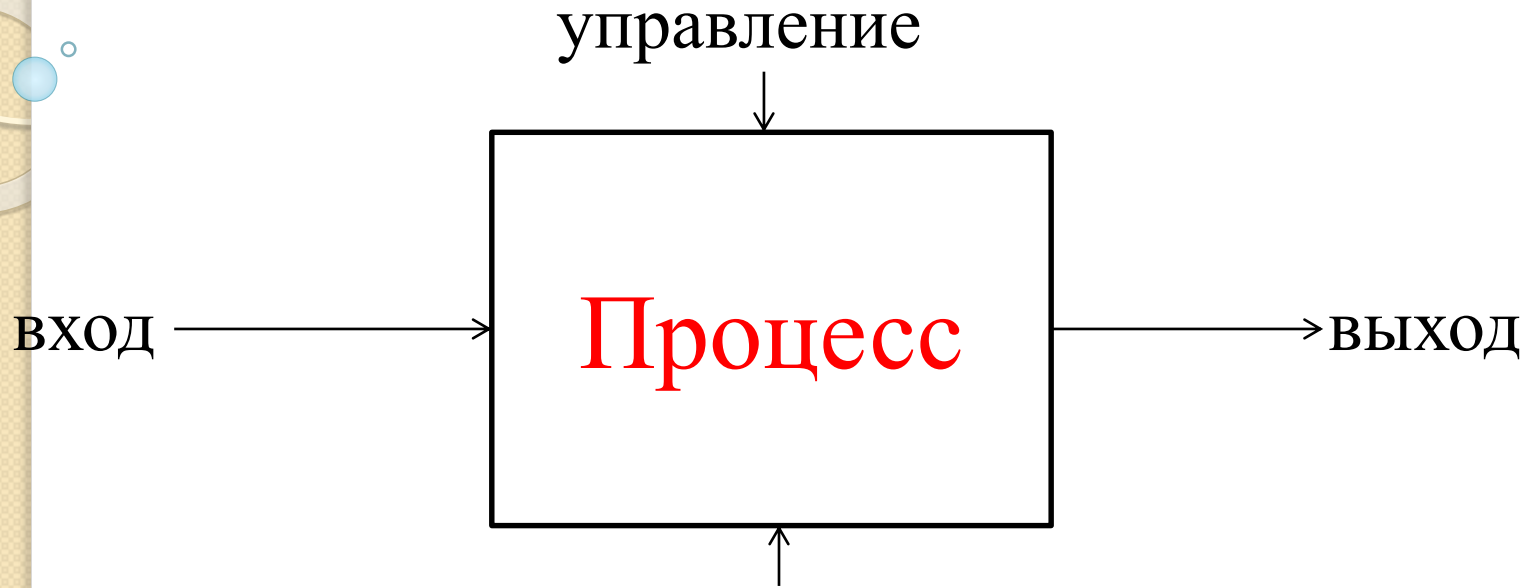 управление
вход
Процесс
выход